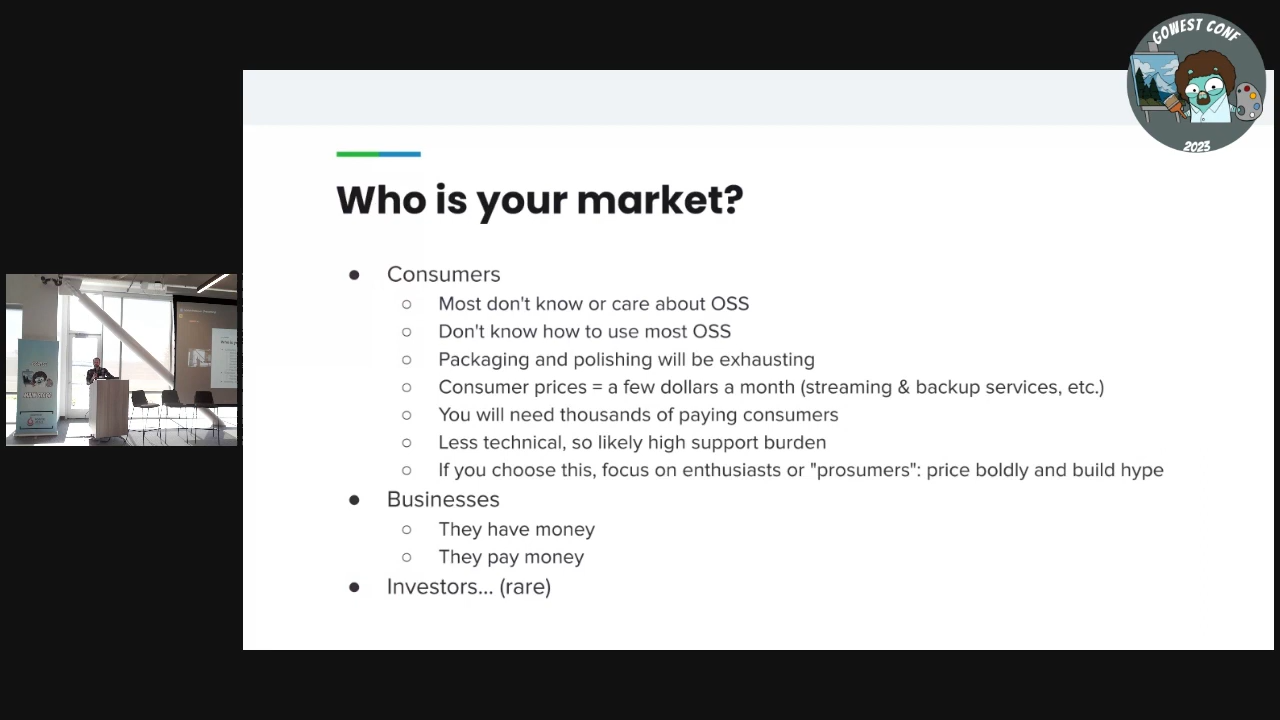 GOWEST CONF
2023
Who is your market?
● Consumers
○ Most don't know or care about OSS
○ Don't know how to use most OSS
○ Packaging and polishing will be exhausting
○ Consumer prices = a few dollars a month (streaming & backup services, etc.)
○ You will need thousands of paying consumers
○ Less technical, so likely high support burden
○ If you choose this, focus on enthusiasts or "prosumers": price boldly and build hype
● Businesses
○ They have money
○ They pay money
● Investors... (rare)